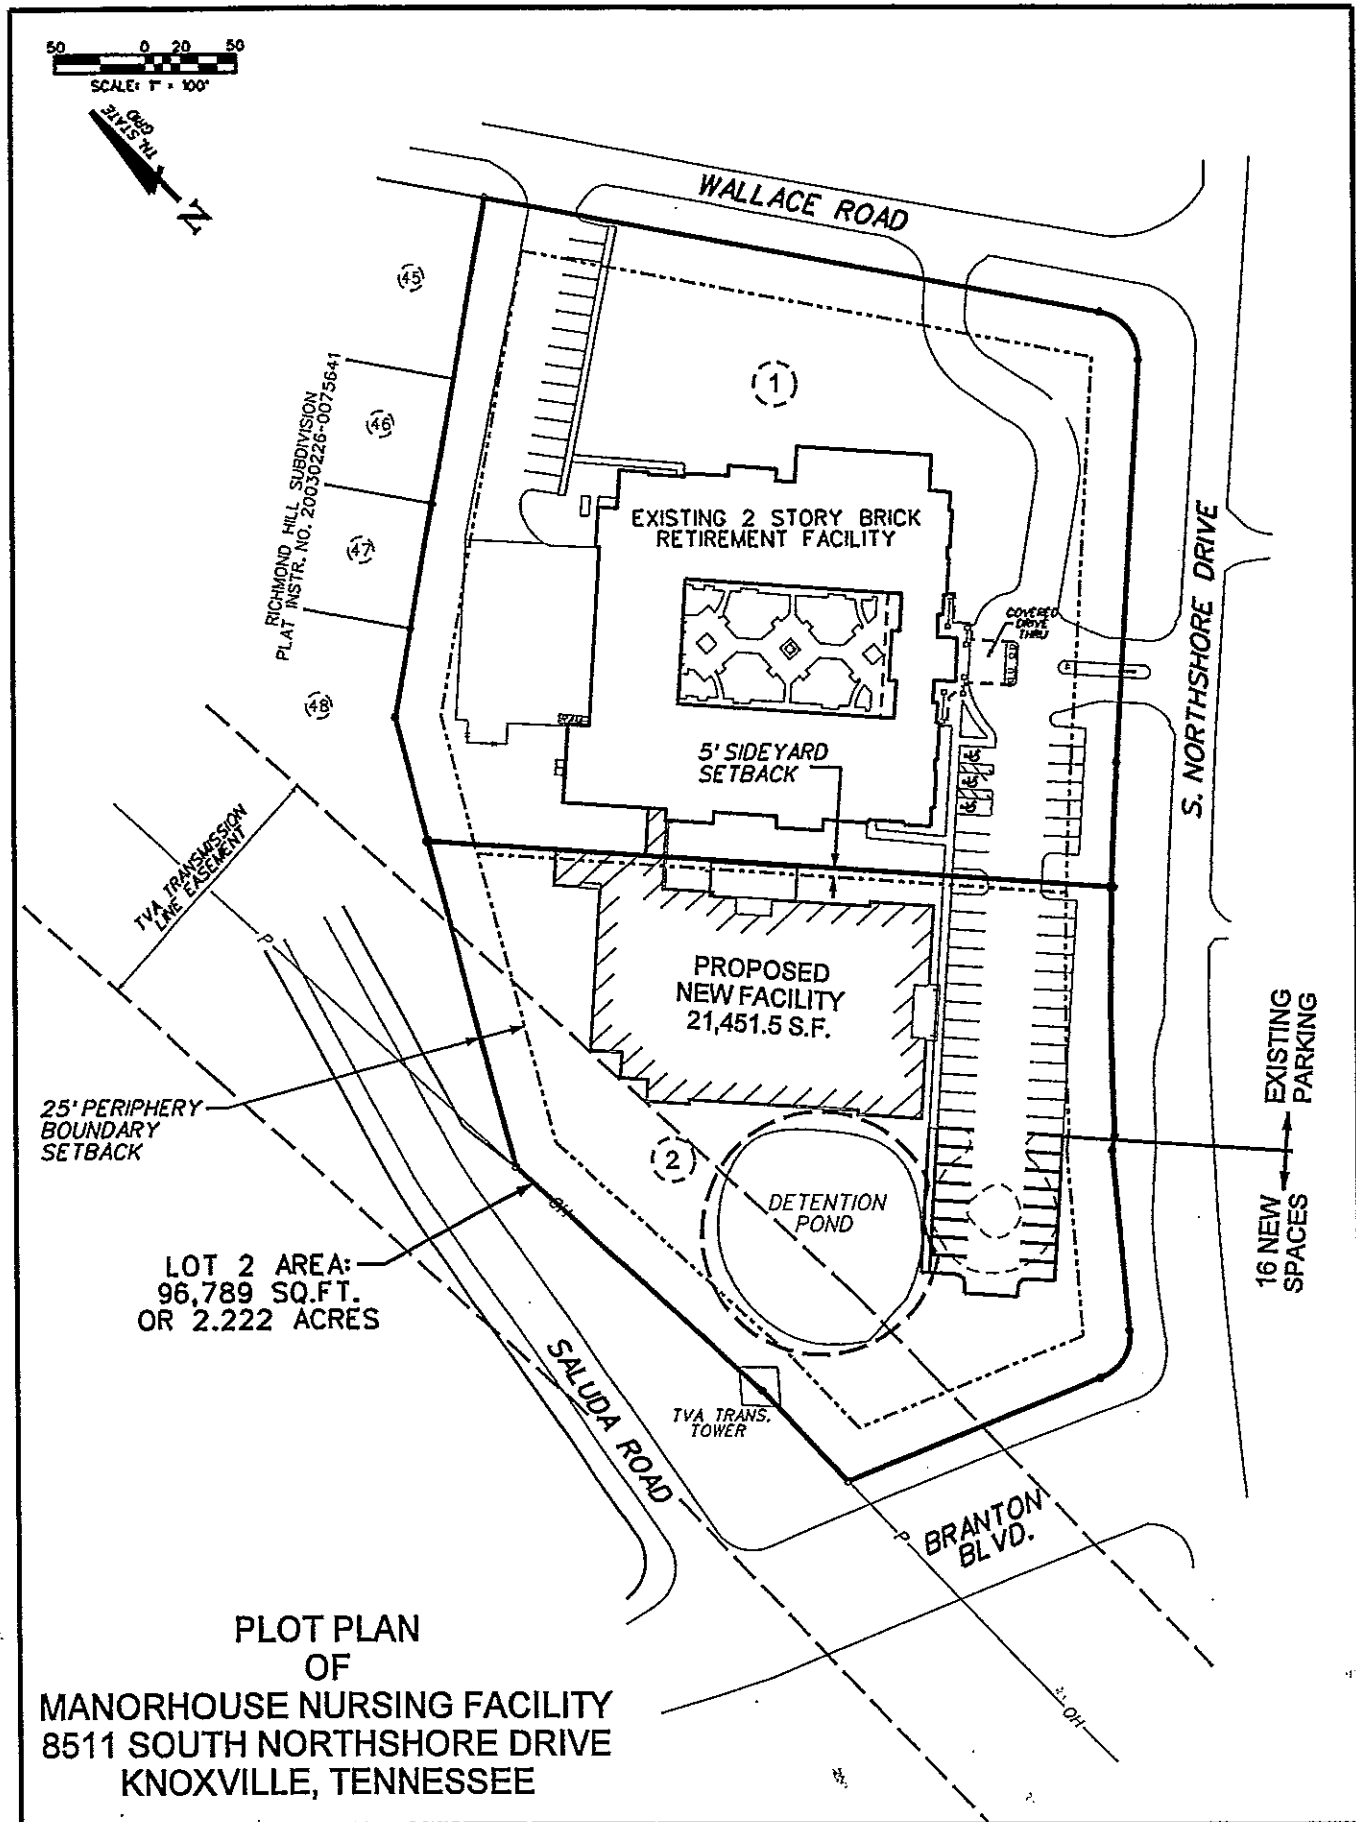 50 0 20 50
SCALE: 1" = 100'
TN. STATE
GRID
N
WALLACE ROAD
45
46
47
48
RICHMOND HILL SUBDIVISION
PLAT INSTR. NO. 20030226-0075641
1
EXISTING 2 STORY BRICK
RETIREMENT FACILITY
COVERED
DRIVE
THRU
S. NORTHSHORE DRIVE
5' SIDEYARD
SETBACK
TVA TRANSMISSION
LINE EASEMENT
P
PROPOSED
NEW FACILITY
21,451.5 S.F.
EXISTING
PARKING
16 NEW
SPACES
25' PERIPHERY
BOUNDARY
SETBACK
2
DETENTION
POND
OH
LOT 2 AREA:
96,789 SQ.FT.
OR 2.222 ACRES
SALUDA ROAD
TVA TRANS.
TOWER
P
BRANTON
BLVD.
OH
PLOT PLAN
OF
MANORHOUSE NURSING FACILITY
8511 SOUTH NORTHSHORE DRIVE
KNOXVILLE, TENNESSEE